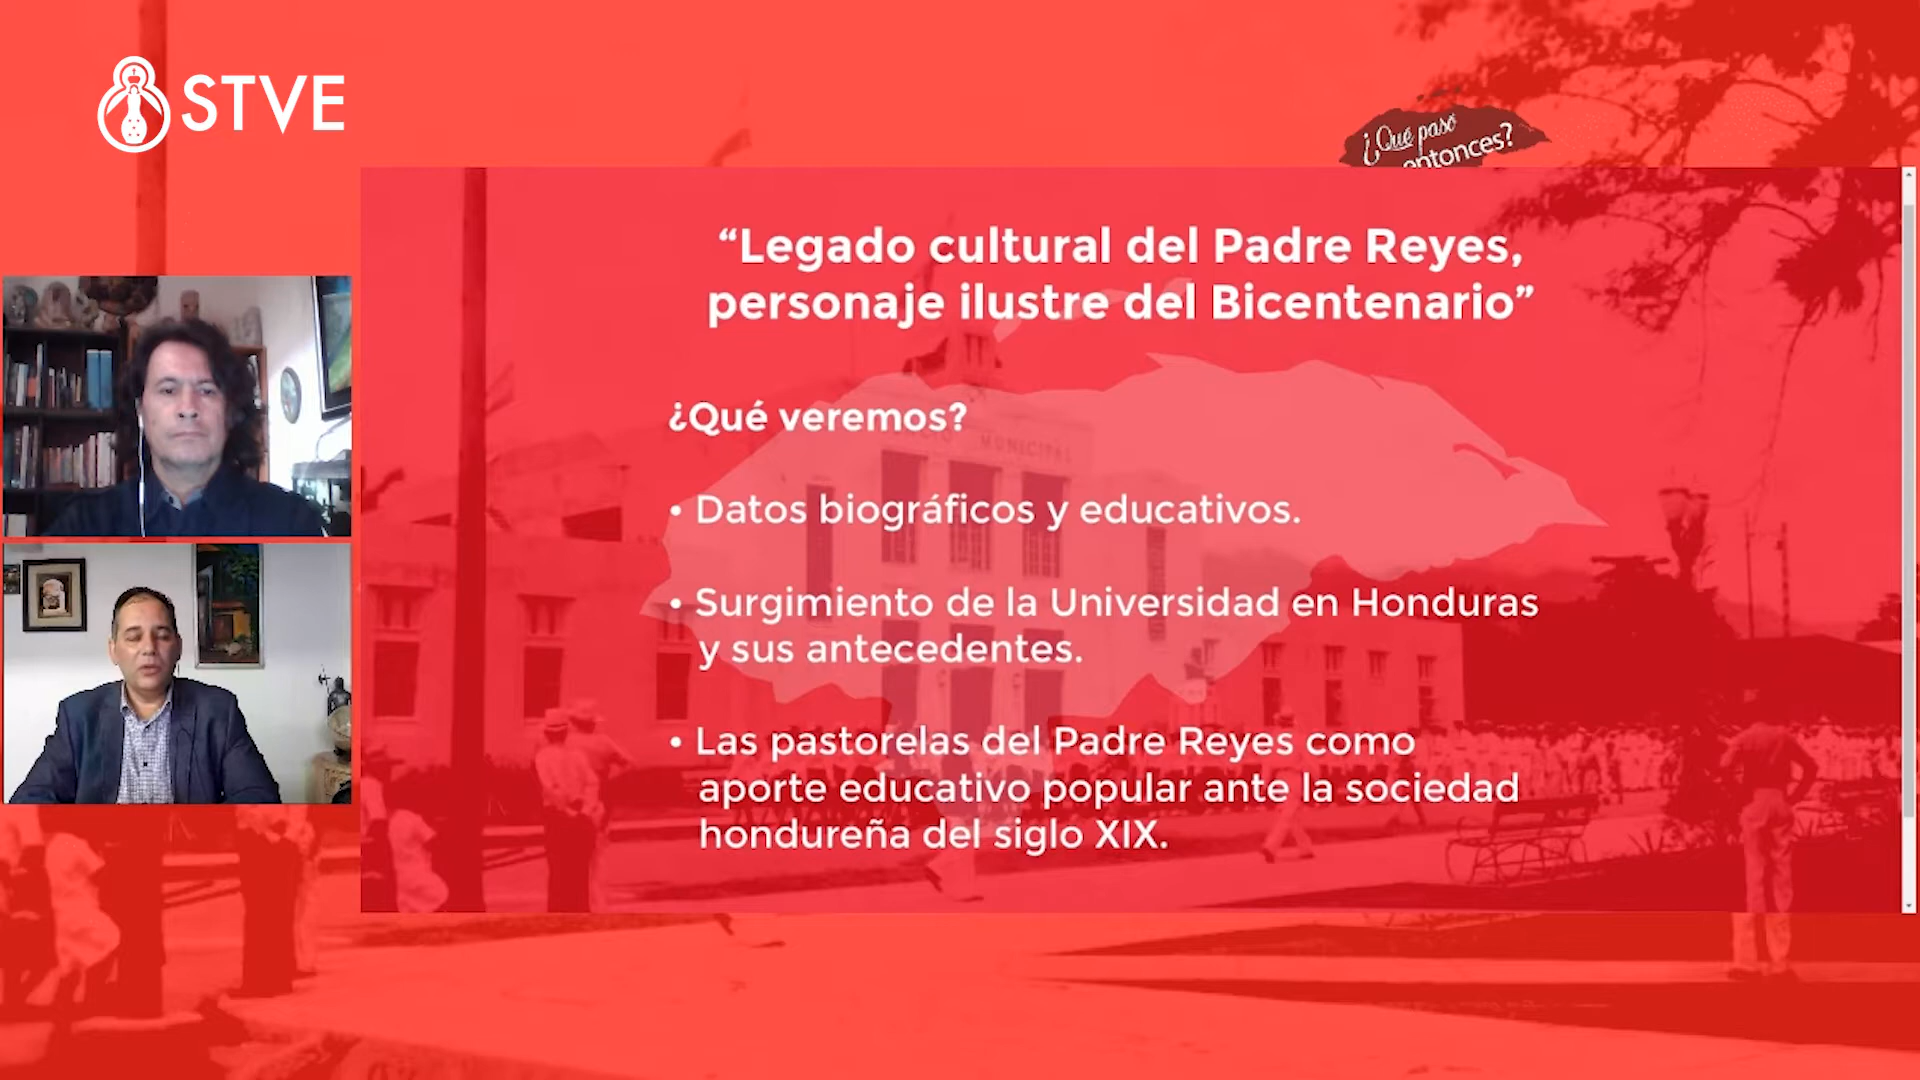 STVE
¿Qué pasó
entonces?
“Legado cultural del Padre Reyes,
personaje ilustre del Bicentenario”
¿Qué veremos?
• Datos biográficos y educativos.
• Surgimiento de la Universidad en Honduras
y sus antecedentes.
• Las pastorelas del Padre Reyes como
aporte educativo popular ante la sociedad
hondureña del siglo XIX.
MUNICIPAL